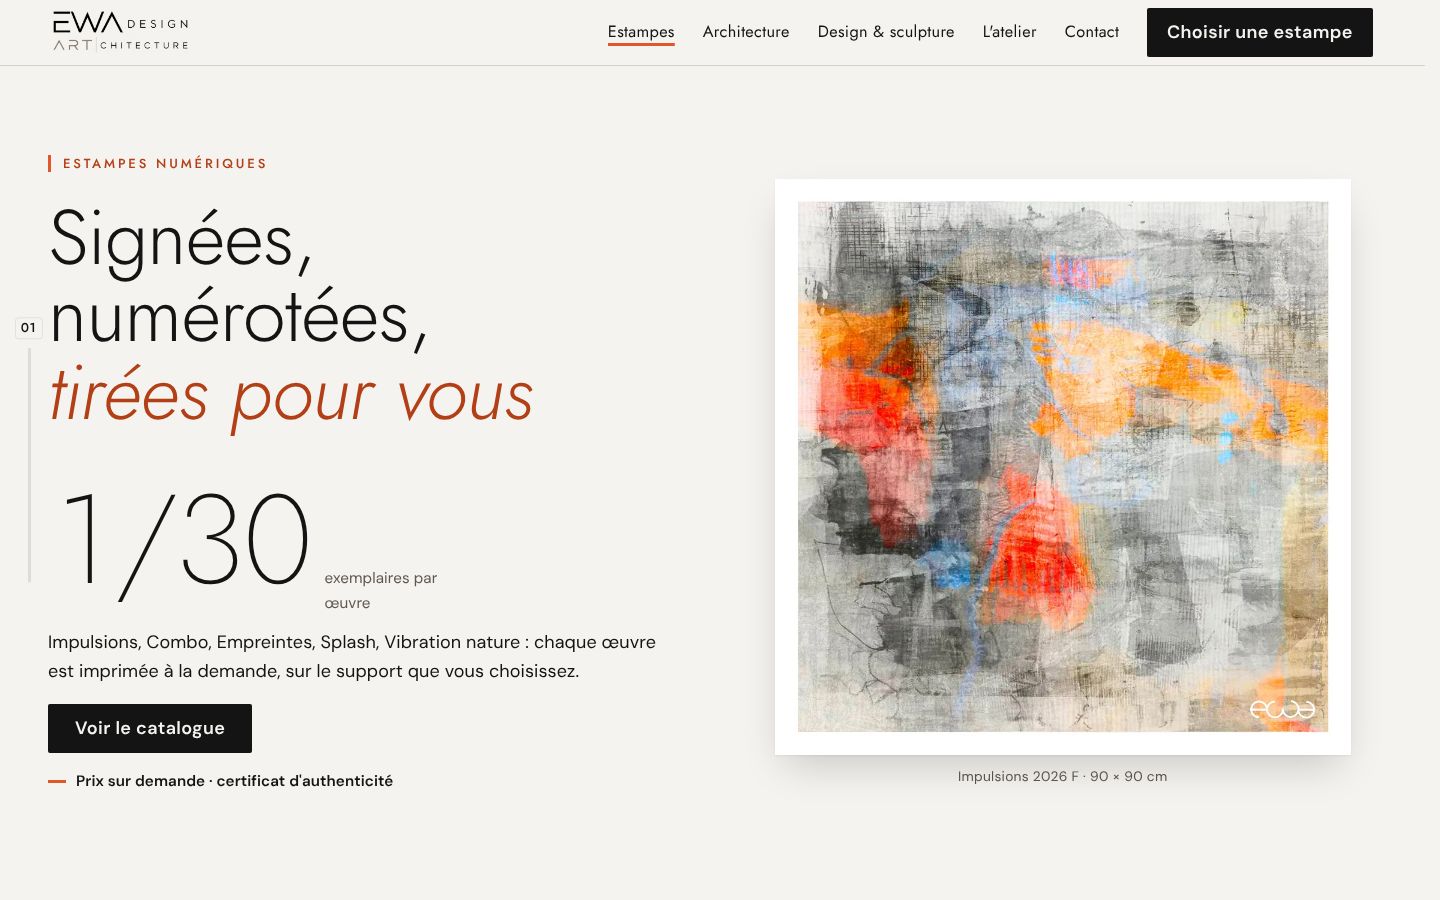 EWA DESIGN
ART CHITECTURE
Estampes
Architecture
Design & sculpture
L'atelier
Contact
Choisir une estampe
ESTAMPES NUMÉRIQUES
Signées,
numérotées,
tirées pour vous
01
1/30
exemplaires par
œuvre
Impulsions, Combo, Empreintes, Splash, Vibration nature : chaque œuvre
est imprimée à la demande, sur le support que vous choisissez.
Voir le catalogue
Prix sur demande · certificat d'authenticité
ewa
Impulsions 2026 F · 90 × 90 cm